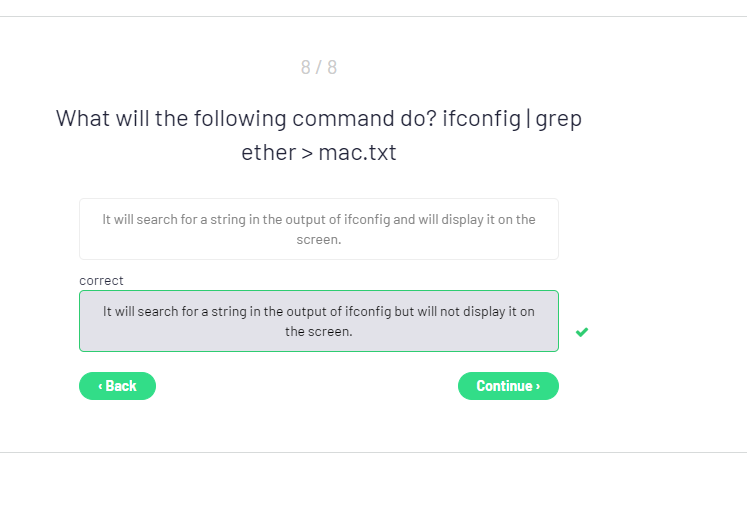 8 / 8
What will the following command do? ifconfig | grep
ether > mac.txt
It will search for a string in the output of ifconfig and will display it on the
screen.
correct
It will search for a string in the output of ifconfig but will not display it on
the screen.
‹ Back
Continue ›